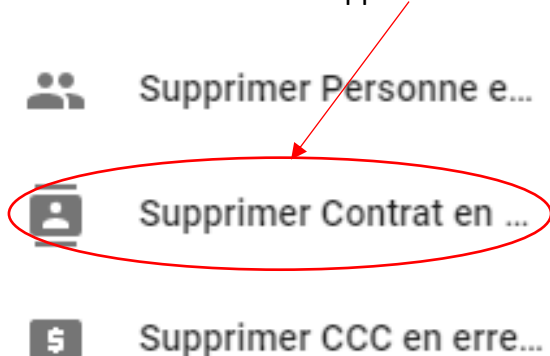 Supprimer Personne e...
Supprimer Contrat en ...
$
Supprimer CCC en erre...